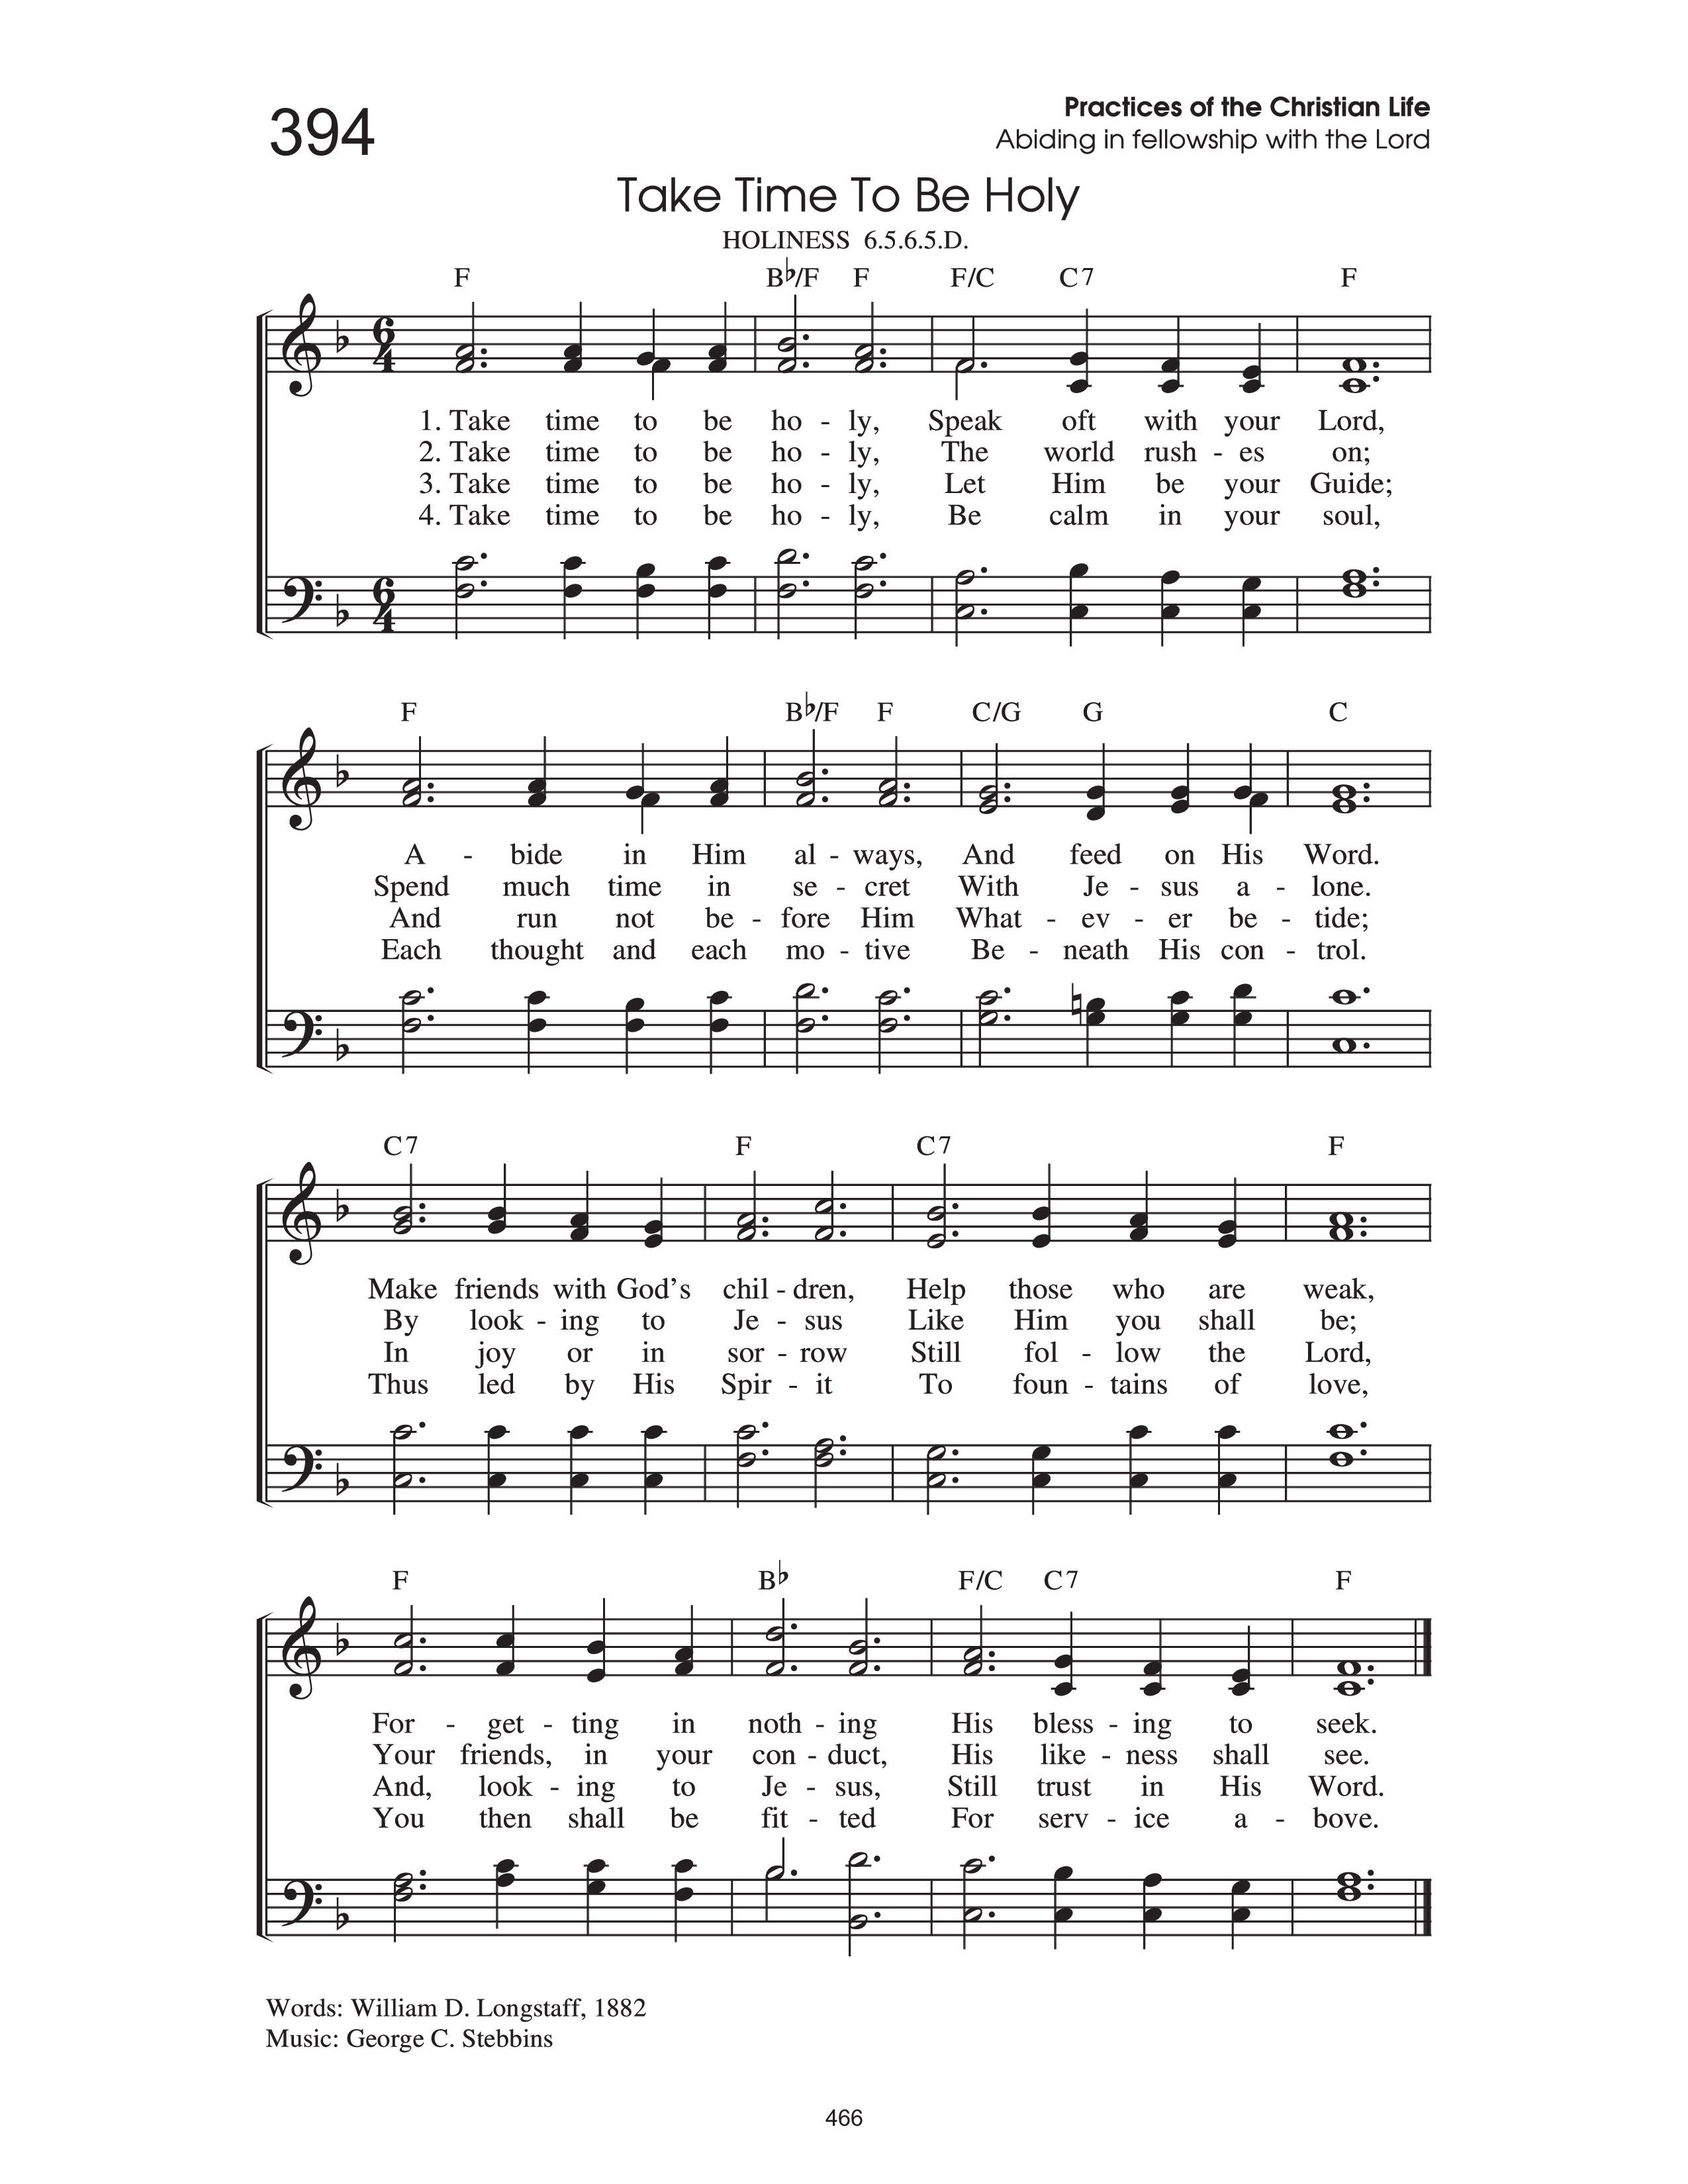 394
Practices of the Christian Life
Abiding in fellowship with the Lord
Take Time To Be Holy
HOLINESS 6.5.6.5.D.
F B♭/F F F/C C7 F
6/4
1. Take time to be ho - ly, Speak oft with your Lord,
2. Take time to be ho - ly, The world rush - es on;
3. Take time to be ho - ly, Let Him be your Guide;
4. Take time to be ho - ly, Be calm in your soul,
6/4
F B♭/F F C/G G C
A - bide in Him al - ways, And feed on His Word.
Spend much time in se - cret With Je - sus a - lone.
And run not be - fore Him What - ev - er be - tide;
Each thought and each mo - tive Be - neath His con - trol.
C7 F C7 F
Make friends with God's chil - dren, Help those who are weak,
By look - ing to Je - sus Like Him you shall be;
In joy or in sor - row Still fol - low the Lord,
Thus led by His Spir - it To foun - tains of love,
F B♭ F/C C7 F
For - get - ting in noth - ing His bless - ing to seek.
Your friends, in your con - duct, His like - ness shall see.
And, look - ing to Je - sus, Still trust in His Word.
You then shall be fit - ted For serv - ice a - bove.
Words: William D. Longstaff, 1882
Music: George C. Stebbins
466